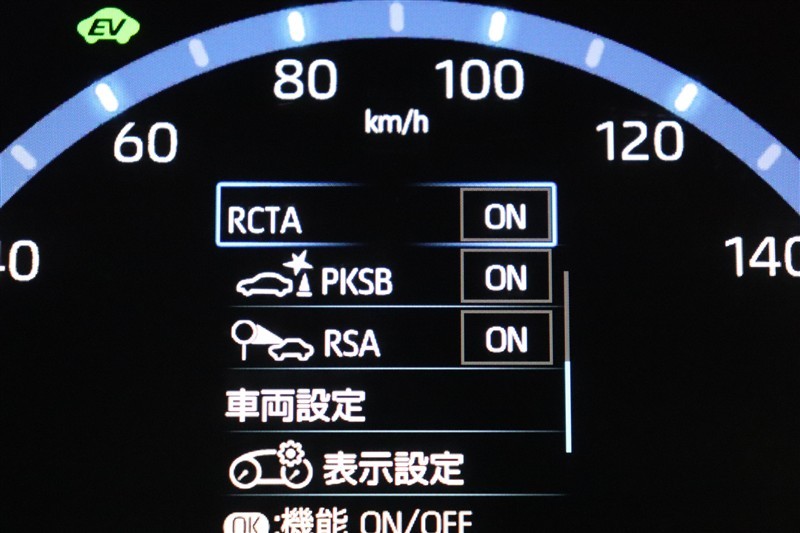 EV
80 100
km/h
60 120
40 140
RCTA ON
PKSB ON
RSA ON
車両設定
表示設定
OK:機能 ON/OFF